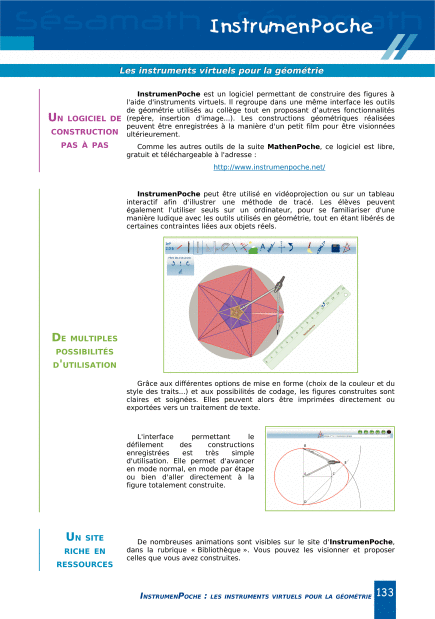 Sésamath
InstrumenPoche
Les instruments virtuels pour la géométrie
UN LOGICIEL DE
CONSTRUCTION
PAS À PAS
InstrumenPoche est un logiciel permettant de construire des figures à
l'aide d'instruments virtuels. Il regroupe dans une même interface les outils
de géométrie utilisés au collège tout en proposant d'autres fonctionnalités
(repère, insertion d'image...). Les constructions géométriques réalisées
peuvent être enregistrées à la manière d'un petit film pour être visionnées
ultérieurement.
Comme les autres outils de la suite MathenPoche, ce logiciel est libre,
gratuit et téléchargeable à l'adresse :
http://www.instrumenpoche.net/
DE MULTIPLES
POSSIBILITÉS
D'UTILISATION
InstrumenPoche peut être utilisé en vidéoprojection ou sur un tableau
interactif afin d'illustrer une méthode de tracé. Les élèves peuvent
également l'utiliser seuls sur un ordinateur, pour se familiariser d'une
manière ludique avec les outils utilisés en géométrie, tout en étant libérés de
certaines contraintes liées aux objets réels.
Grâce aux différentes options de mise en forme (choix de la couleur et du
style des traits...) et aux possibilités de codage, les figures construites sont
claires et soignées. Elles peuvent alors être imprimées directement ou
exportées vers un traitement de texte.
L'interface permettant le
défilement des constructions
enregistrées est très simple
d'utilisation. Elle permet d'avancer
en mode normal, en mode par étape
ou bien d'aller directement à la
figure totalement construite.
UN SITE
RICHE EN
RESSOURCES
De nombreuses animations sont visibles sur le site d'InstrumenPoche,
dans la rubrique « Bibliothèque ». Vous pouvez les visionner et proposer
celles que vous avez construites.
INSTRUMENPOCHE : LES INSTRUMENTS VIRTUELS POUR LA GÉOMÉTRIE
133